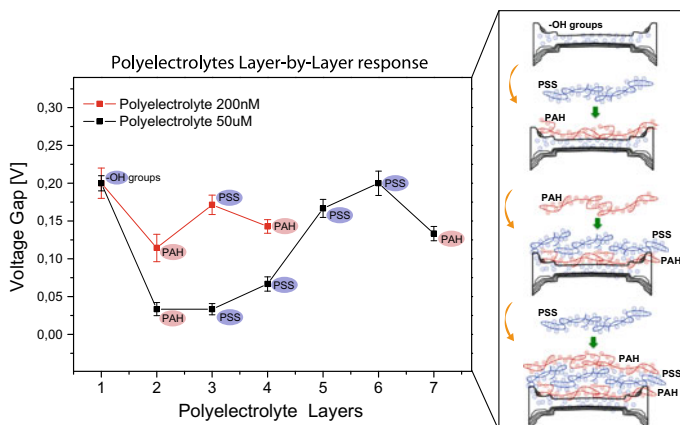 Polyelectrolytes Layer-by-Layer response
Polyelectrolyte 200nM
Polyelectrolyte 50uM
Voltage Gap [V]
0,30
0,25
0,20
0,15
0,10
0,05
0,00
-OH groups
PAH
PSS
PAH
PAH
PSS
PSS
PSS
PSS
PAH
1 2 3 4 5 6 7
Polyelectrolyte Layers
-OH groups
PSS
PAH
PAH
PSS
PAH
PSS
PAH
PSS
PAH